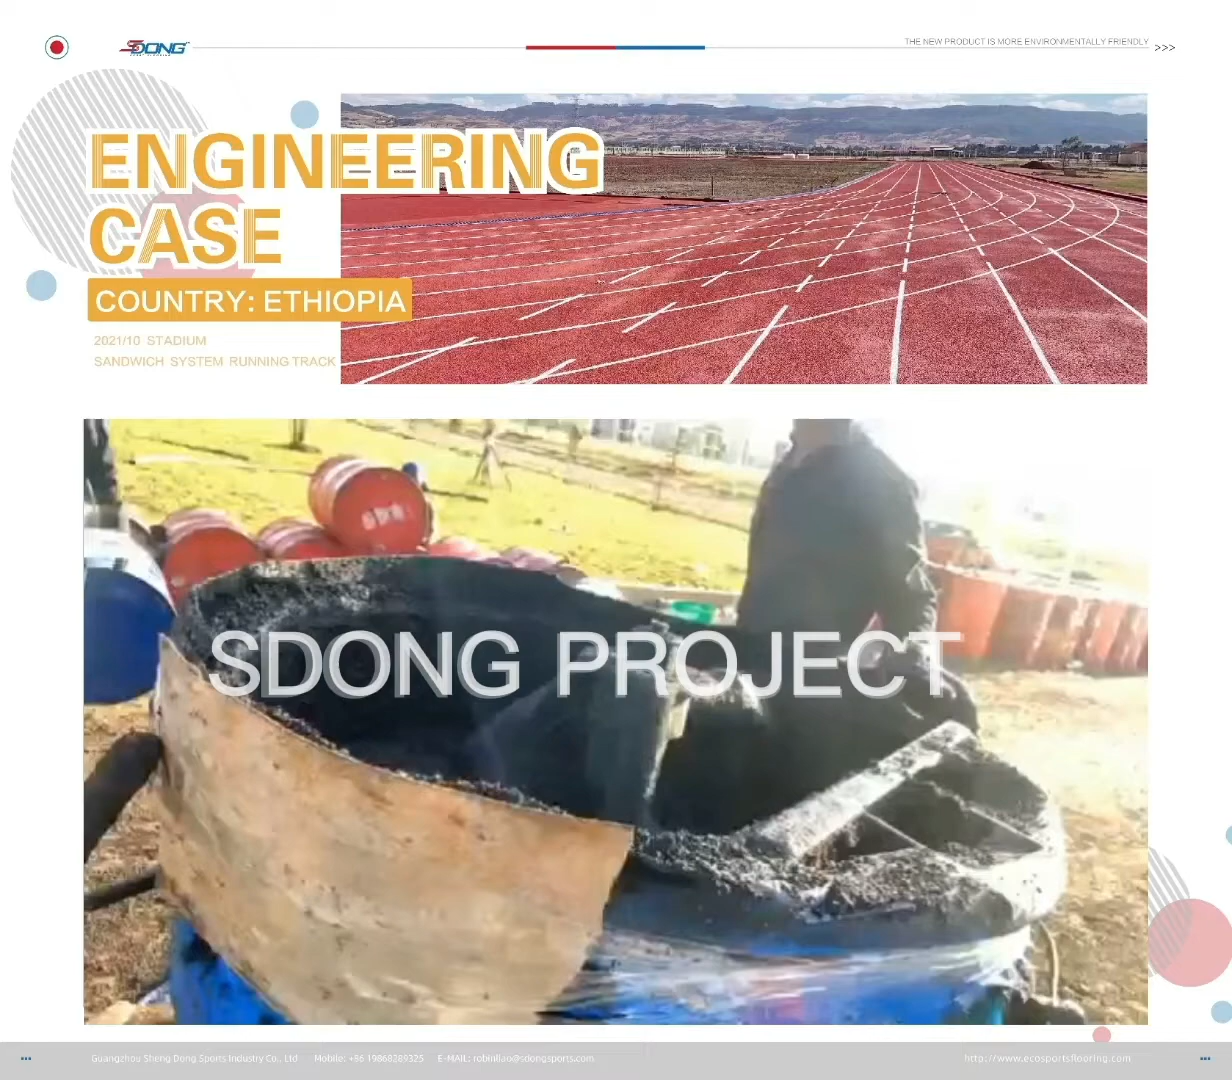 SDONG
THE NEW PRODUCT IS MORE ENVIRONMENTALLY FRIENDLY >>>
ENGINEERING
CASE
COUNTRY: ETHIOPIA
2021/10 STADIUM
SANDWICH SYSTEM RUNNING TRACK
SDONG PROJECT
Guangzhou Sheng Dong Sports Industry Co.. Ltd Mobile: +86 19868289325 E-MAIL: robinliao@sdongsports.com http://www.ecosportsflooring.com